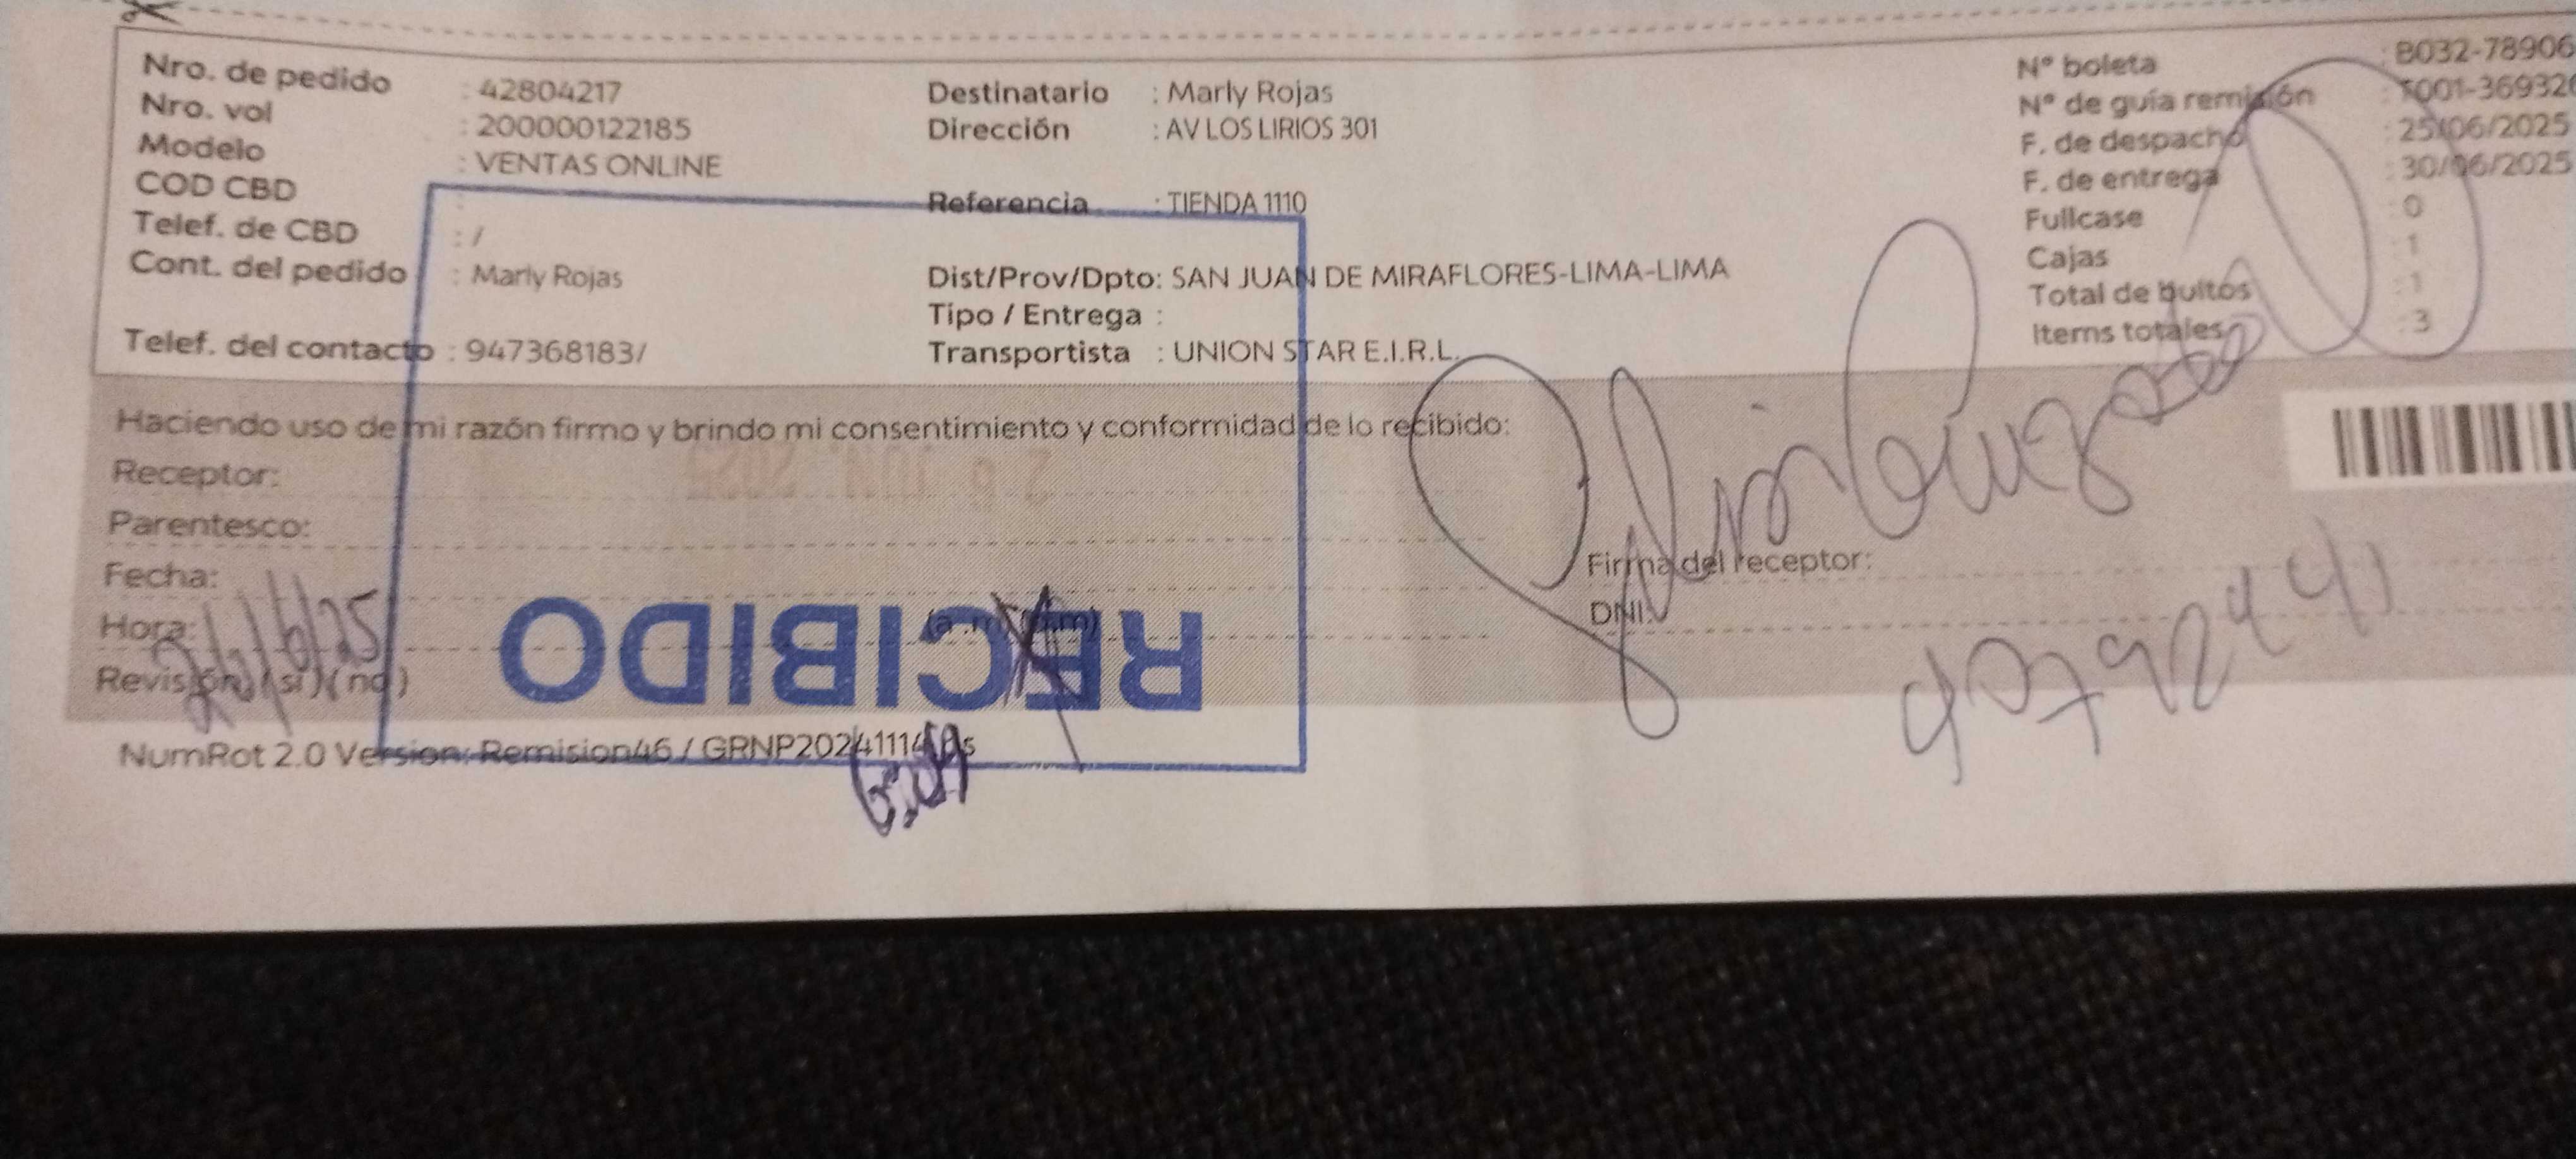 Nro. de pedido : 42804217
Nro. vol : 200000122185
Modelo : VENTAS ONLINE
COD CBD :
Telef. de CBD : /
Cont. del pedido : Marly Rojas
Telef. del contacto : 947368183/
Destinatario : Marly Rojas
Dirección : AV LOS LIRIOS 301
Referencia : TIENDA 1110
Dist/Prov/Dpto: SAN JUAN DE MIRAFLORES-LIMA-LIMA
Tipo / Entrega :
Transportista : UNION STAR E.I.R.L.
N° boleta : B032-78906
N° de guía remisión : T001-369326
F. de despacho : 25/06/2025
F. de entrega : 30/06/2025
Fullcase : 0
Cajas : 1
Total de bultos : 1
Items totales : 3
Haciendo uso de mi razón firmo y brindo mi consentimiento y conformidad de lo recibido:
Receptor:
Parentesco:
Fecha:
Hora: (a .m) (p.m)
Revisión: ( si ) ( no )
Firma del receptor:
DNI:
RECIBIDO
NumRot 2.0 Version: Remision46 /